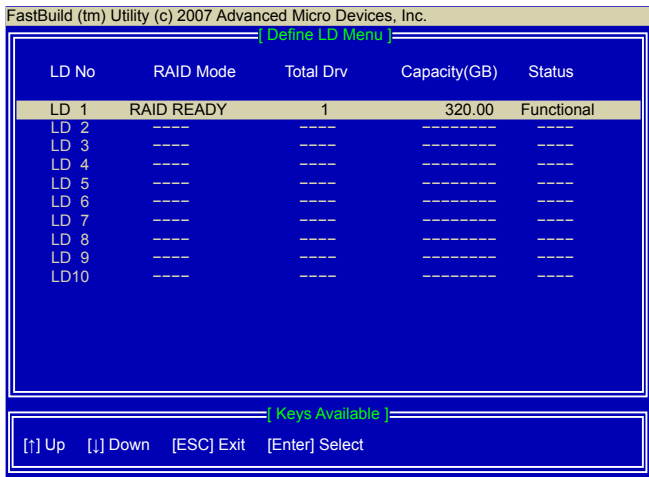 FastBuild (tm) Utility (c) 2007 Advanced Micro Devices, Inc.
[ Define LD Menu ]
LD No RAID Mode Total Drv Capacity(GB) Status
LD 1 RAID READY 1 320.00 Functional
LD 2 ---- ---- -------- ----
LD 3 ---- ---- -------- ----
LD 4 ---- ---- -------- ----
LD 5 ---- ---- -------- ----
LD 6 ---- ---- -------- ----
LD 7 ---- ---- -------- ----
LD 8 ---- ---- -------- ----
LD 9 ---- ---- -------- ----
LD10 ---- ---- -------- ----
[ Keys Available ]
[↑] Up [↓] Down [ESC] Exit [Enter] Select